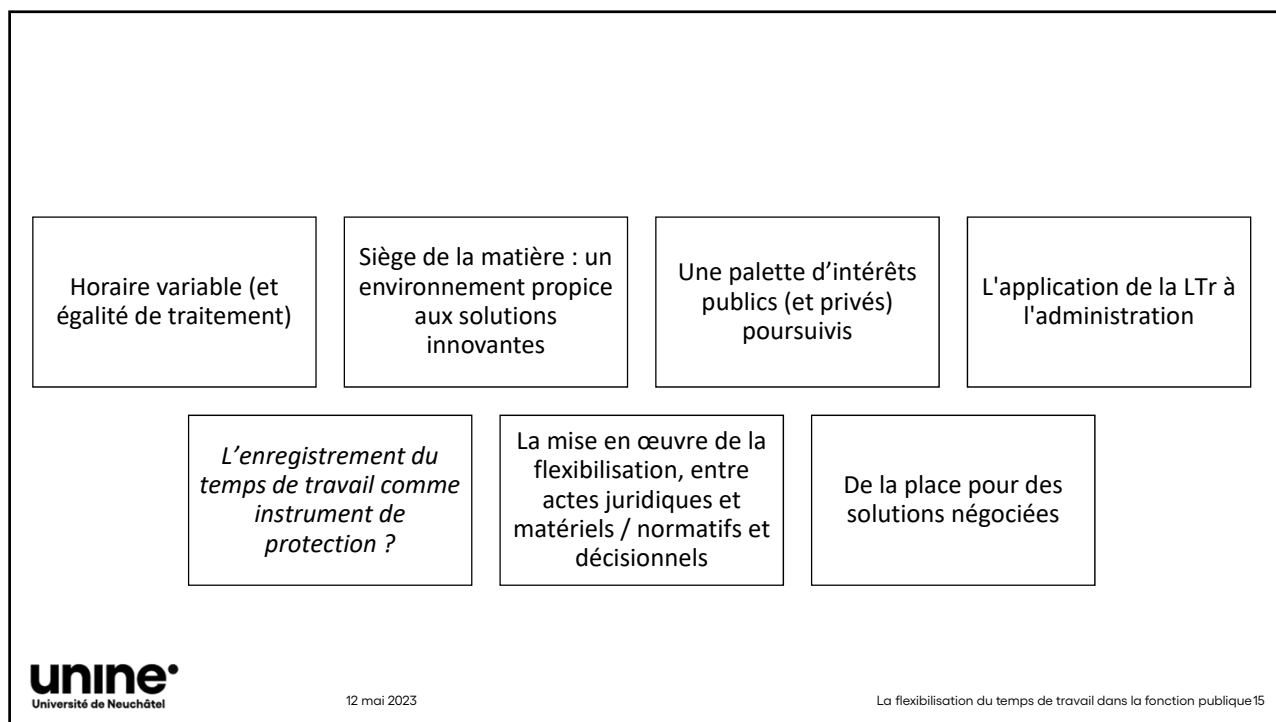 Horaire variable (et
égalité de traitement)
Siège de la matière : un
environnement propice
aux solutions
innovantes
Une palette d’intérêts
publics (et privés)
poursuivis
L'application de la LTr à
l'administration
L’enregistrement du
temps de travail comme
instrument de
protection ?
La mise en œuvre de la
flexibilisation, entre
actes juridiques et
matériels / normatifs et
décisionnels
De la place pour des
solutions négociées
unine
Université de Neuchâtel
12 mai 2023
La flexibilisation du temps de travail dans la fonction publique 15